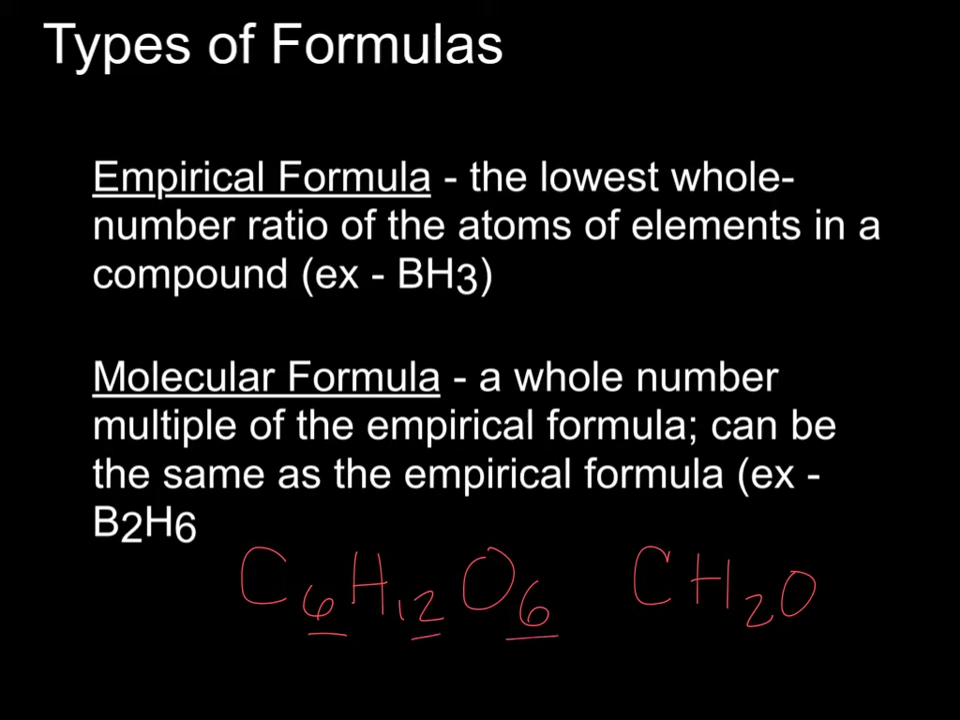 Types of Formulas
Empirical Formula - the lowest whole-
number ratio of the atoms of elements in a
compound (ex - BH3)
Molecular Formula - a whole number
multiple of the empirical formula; can be
the same as the empirical formula (ex -
B2H6
C6H12O6 CH2O